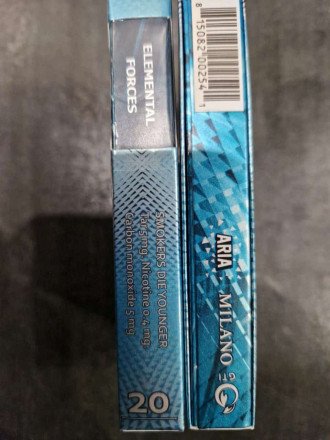 ELEMENTAL
FORCES
SMOKERS DIE YOUNGER
Tar 5 mg, Nicotine 0.4 mg,
Carbon monoxide 5 mg
20
8 15082 00254 1
ARIA MILANO
GTI